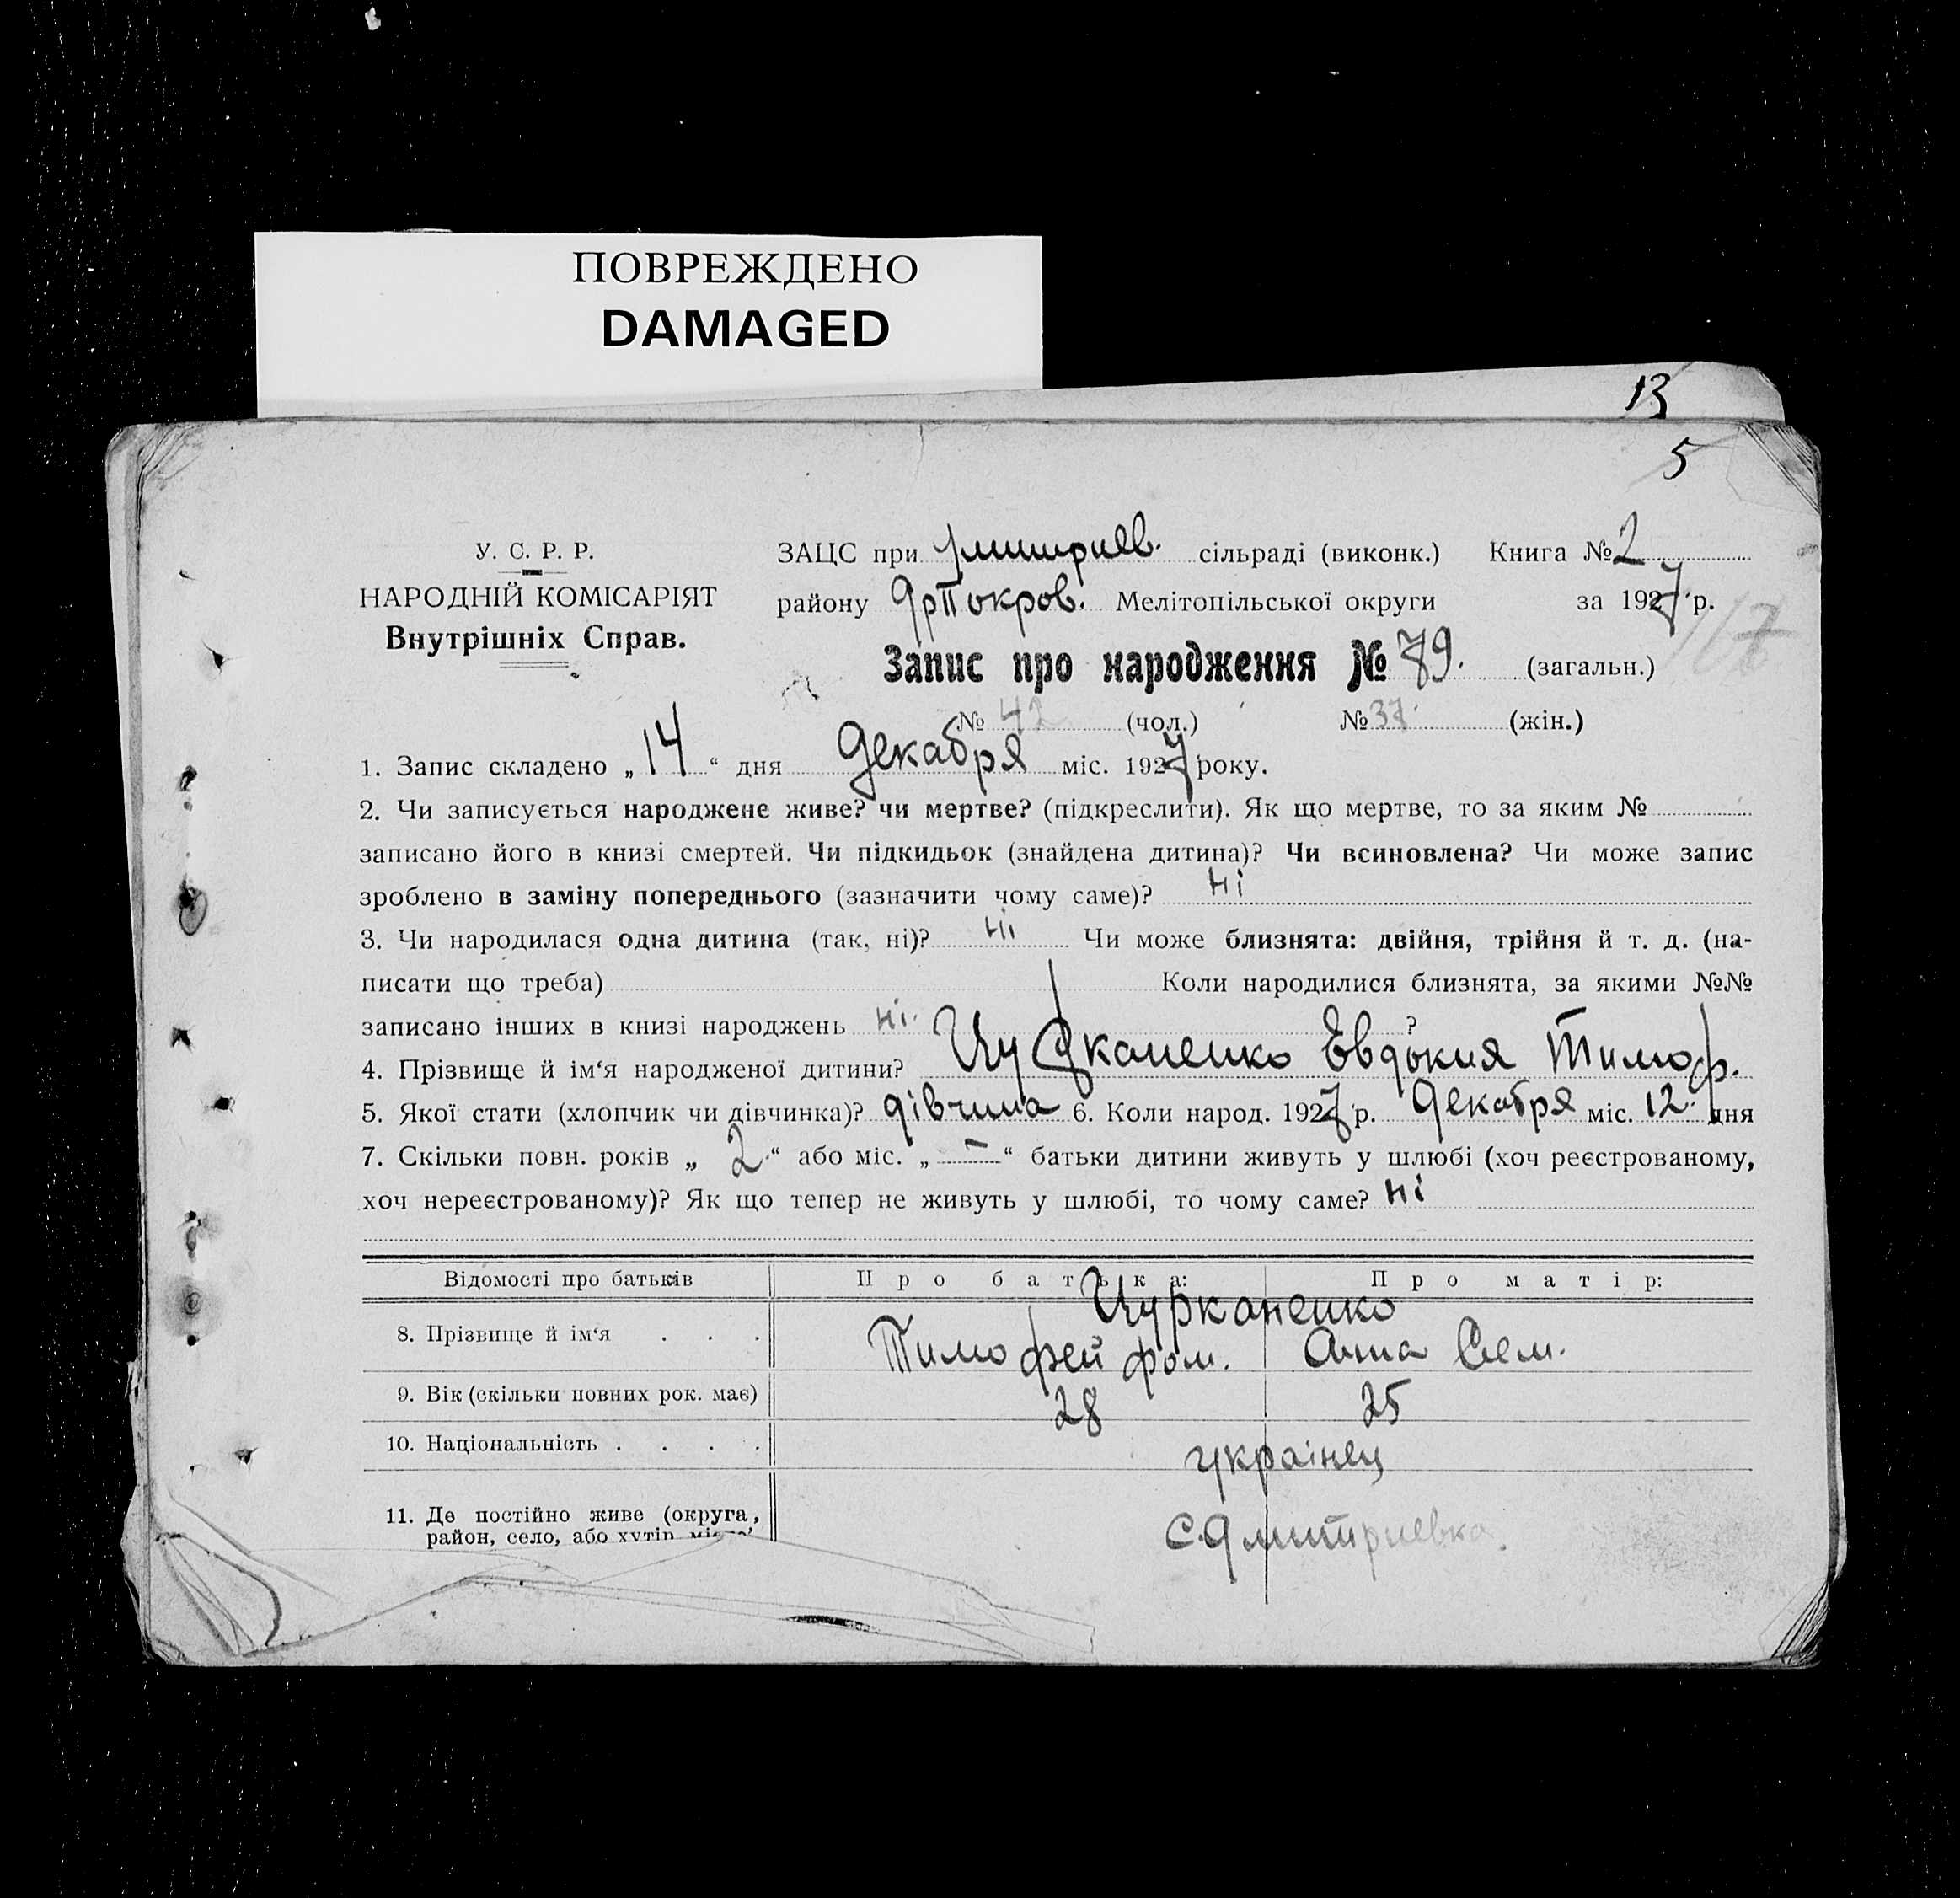 ПОВРЕЖДЕНО
DAMAGED
13
5
У. С. Р. Р.
НАРОДНІЙ КОМІСАРІЯТ
Внутрішніх Справ.
ЗАЦС при Дмитриев. сільраді (виконк.) Книга № 2
району Др Покров. Мелітопільської округи за 1927 р.
Запис про народження № 79. (загальн.)
№ 42 (чол.) № 37 (жін.)
1. Запис складено „14“ дня Декабря міс. 1927 року.
2. Чи записується народжене живе? чи мертве? (підкреслити). Як що мертве, то за яким №
записано його в книзі смертей. Чи підкидьок (знайдена дитина)? Чи всиновлена? Чи може запис
зроблено в заміну попереднього (зазначити чому саме)? ні
3. Чи народилася одна дитина (так, ні)? ні Чи може близнята: двійня, трійня й т. д. (на-
писати що треба) Коли народилися близнята, за якими №№
записано інших в книзі народжень ні. ?
4. Прізвище й ім‘я народженої дитини? Цурканенко Евдокия Тимоф.
5. Якої стати (хлопчик чи дівчинка)? дівчина 6. Коли народ. 1927 р. Декабря міс. 12 дня
7. Скільки повн. років „2“ або міс. „—“ батьки дитини живуть у шлюбі (хоч реєстрованому,
хоч нереєстрованому)? Як що тепер не живуть у шлюбі, то чому саме? ні
Відомості про батьків Про батька: Про матір:
Цурканенко
8. Прізвище й ім‘я . . . Тимофей Фом. Анна Сем.
9. Вік (скільки повних рок. має) 28 25
10. Національність . . . . українец
11. Де постійно живе (округа,
район, село, або хутір, місто) с. Дмитриевка.